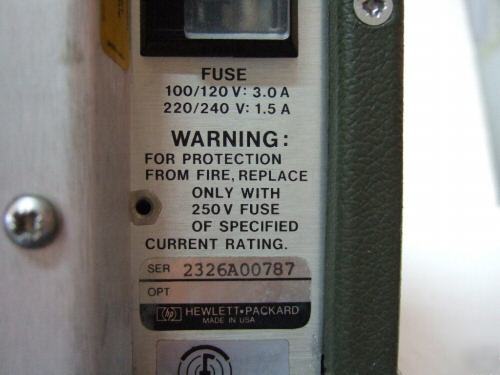 FUSE
100/120 V: 3.0 A
220/240 V: 1.5 A
WARNING:
FOR PROTECTION
FROM FIRE, REPLACE
ONLY WITH
250 V FUSE
OF SPECIFIED
CURRENT RATING.
SER 2326A00787
OPT
hp HEWLETT•PACKARD
MADE IN USA